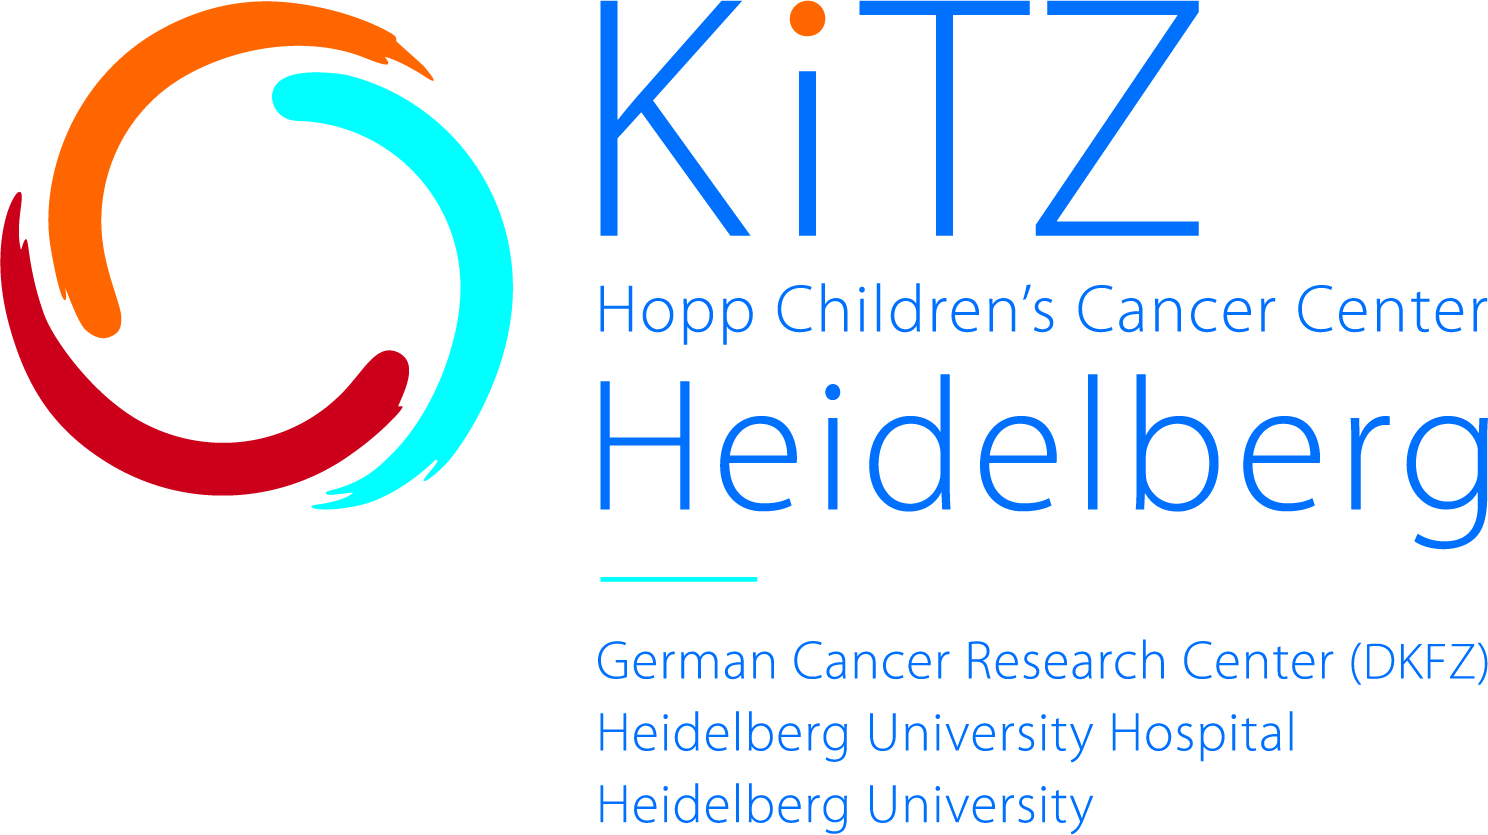 KiTZ
Hopp Children’s Cancer Center
Heidelberg
German Cancer Research Center (DKFZ)
Heidelberg University Hospital
Heidelberg University